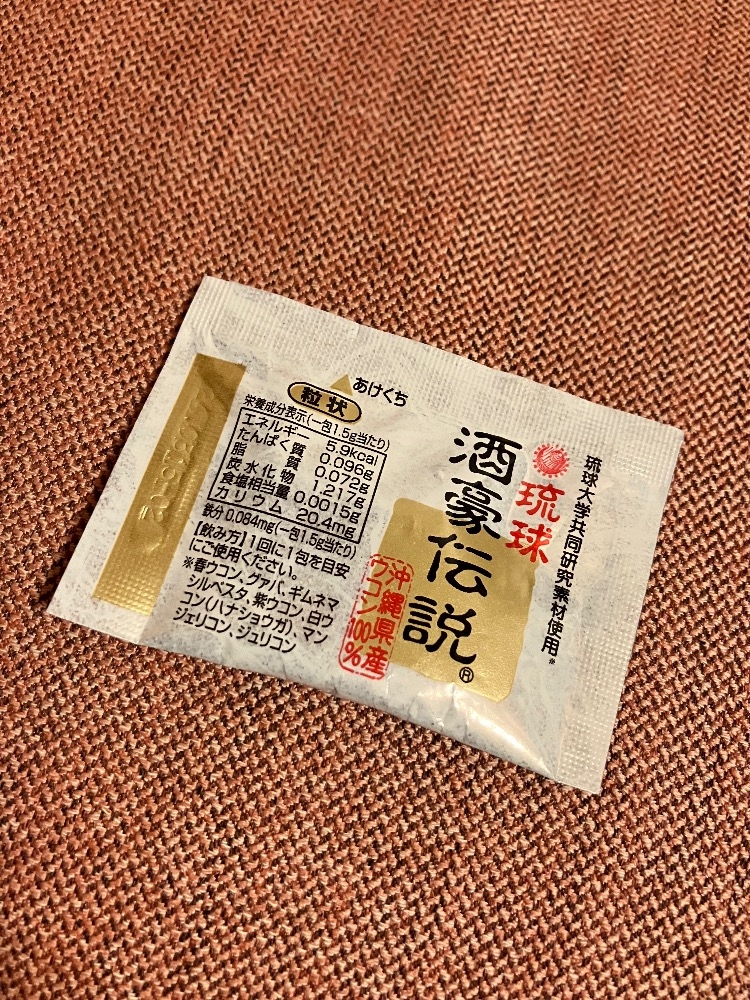 琉球大学共同研究素材使用※
琉球
酒豪伝説®
沖縄県産
ウコン100%
あけくち
粒状
栄養成分表示(一包1.5g当たり)
エネルギー 5.9kcal
たんぱく質 0.096g
脂質 0.072g
炭水化物 1.217g
食塩相当量 0.0015g
カリウム 20.4mg
鉄分 0.084mg(一包1.5g当たり)
【飲み方】1回に1包を目安
にご使用ください。
※春ウコン、グァバ、ギムネマ
シルベスタ、紫ウコン、白ウ
コン(ハナショウガ)、マン
ジェリコン、ジュリコン